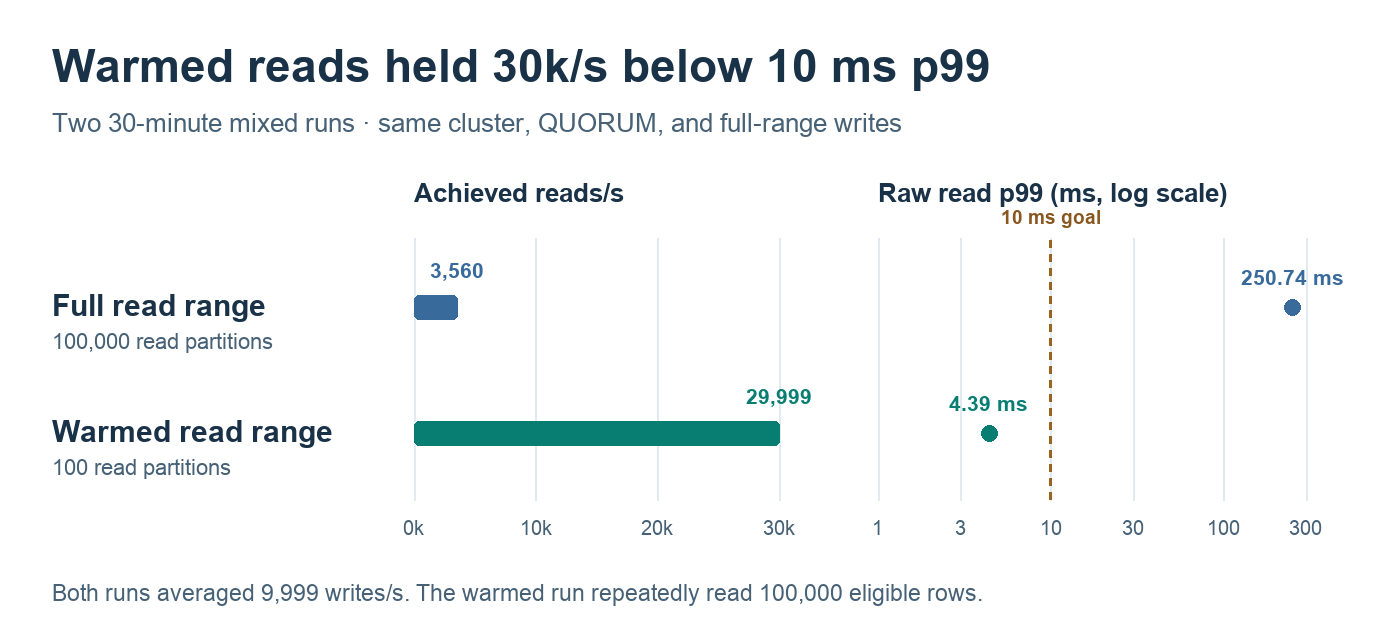 Warmed reads held 30k/s below 10 ms p99
Two 30-minute mixed runs · same cluster, QUORUM, and full-range writes
Achieved reads/s
Raw read p99 (ms, log scale)
10 ms goal
3,560
250.74 ms
Full read range
100,000 read partitions
29,999
4.39 ms
Warmed read range
100 read partitions
0k 10k 20k 30k 1 3 10 30 100 300
Both runs averaged 9,999 writes/s. The warmed run repeatedly read 100,000 eligible rows.